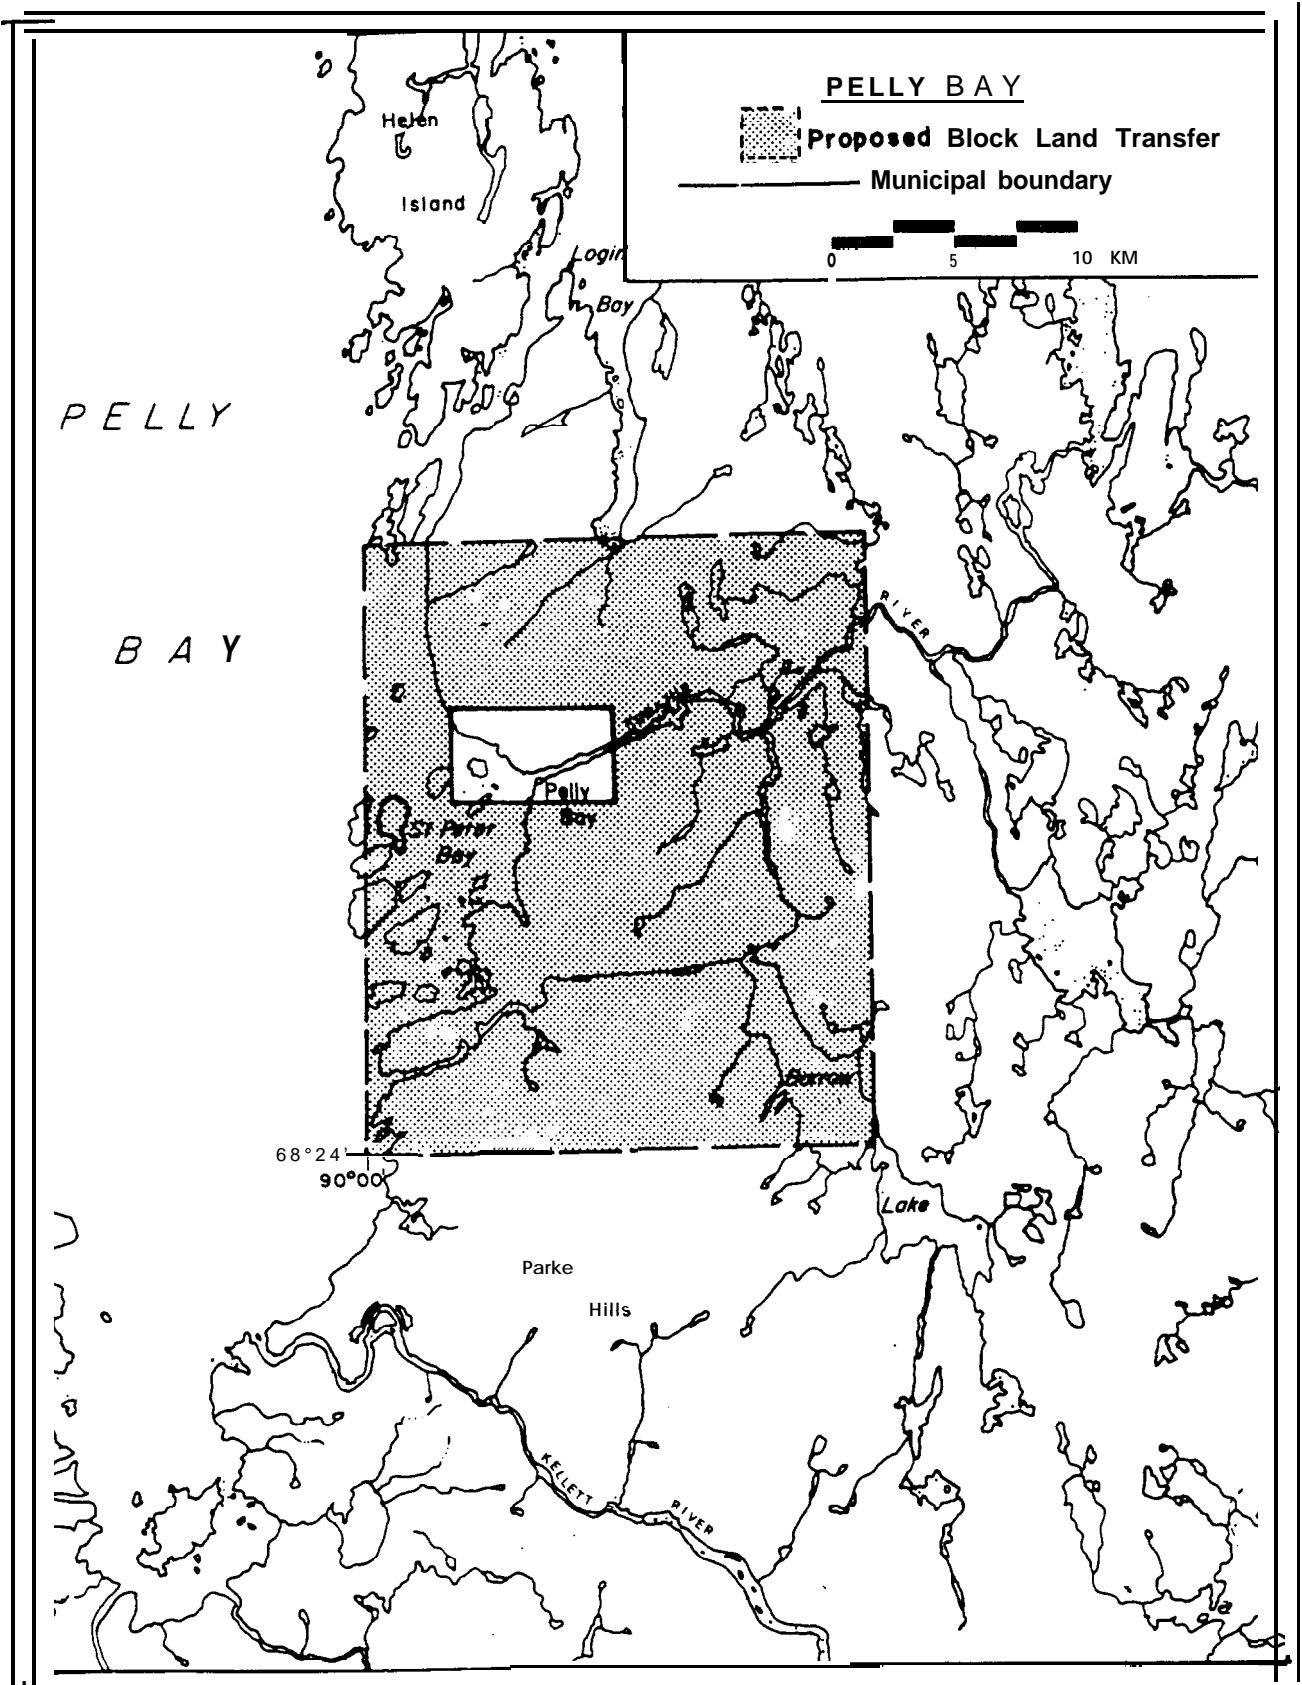 PELLY BAY
Proposed Block Land Transfer
Municipal boundary
0 5 10 KM
Helen
Island
Login
Bay
PELLY
BAY
RIVER
Pelly
Bay
St Peter
Bay
Barrow
68°24'
90°00'
Lake
Parke
Hills
KELLETT
RIVER